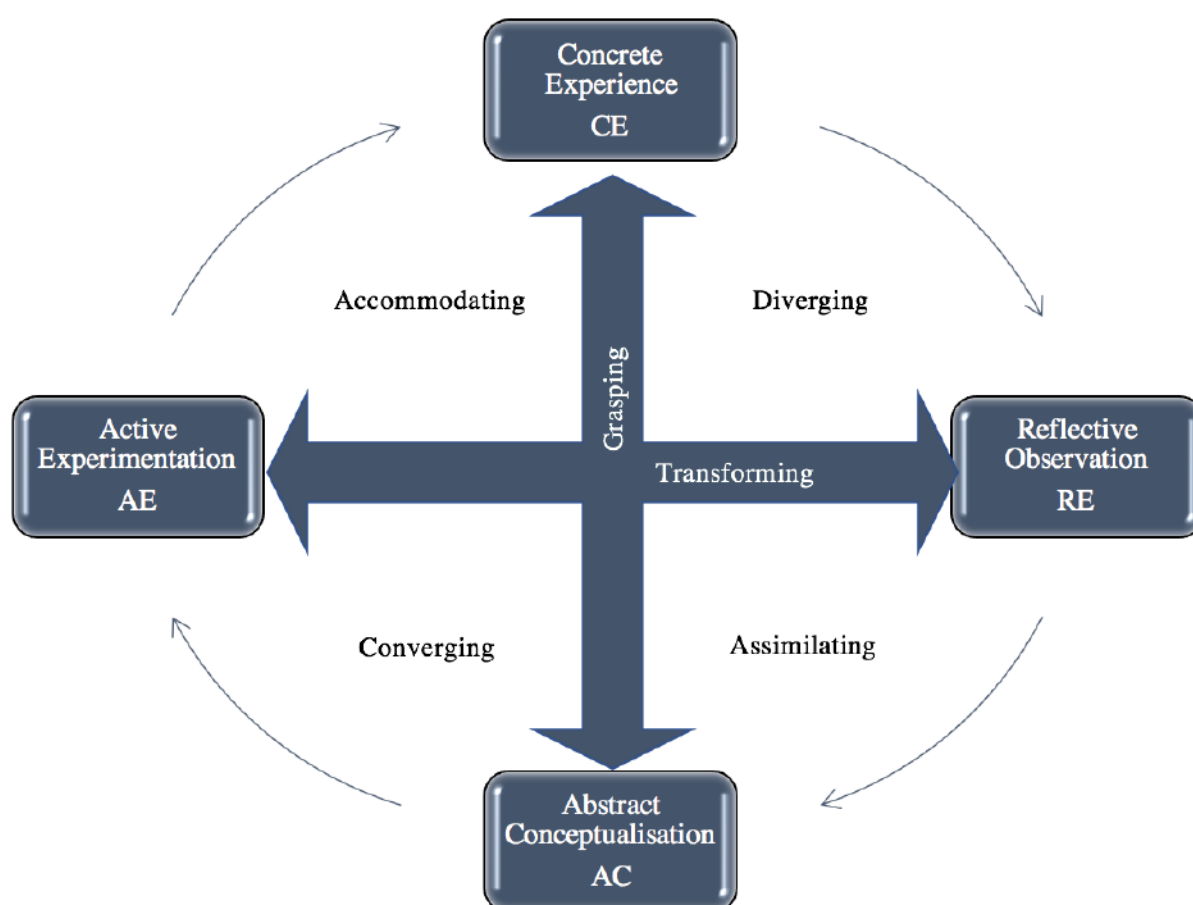 Concrete
Experience
CE
Accommodating
Diverging
Grasping
Active
Experimentation
AE
Transforming
Reflective
Observation
RE
Converging
Assimilating
Abstract
Conceptualisation
AC